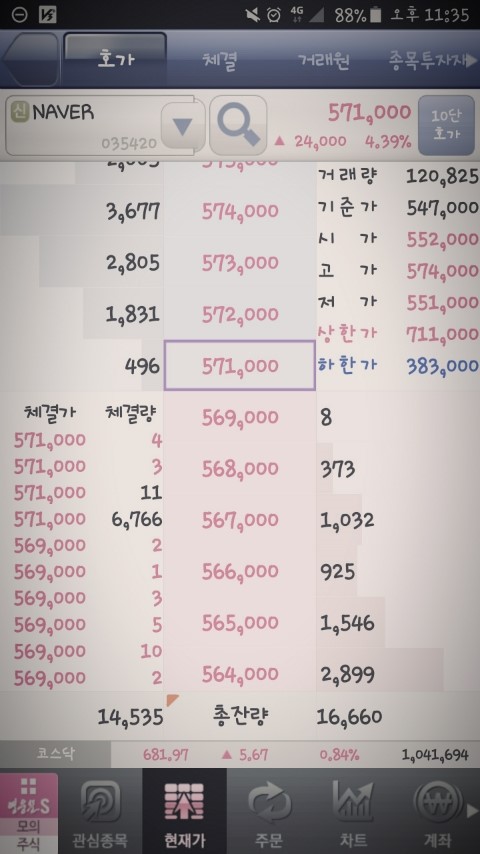 4G 88% 오후 11:35
호가 체결 거래원 종목투자자
신 NAVER 035420 571,000 10단 호가
▲ 24,000 4.39%
거래량 120,825
3,677 574,000 기준가 547,000
시가 552,000
2,805 573,000 고가 574,000
저가 551,000
1,831 572,000 상한가 711,000
496 571,000 하한가 383,000
체결가 체결량 569,000 8
571,000 4
571,000 3 568,000 373
571,000 11
571,000 6,766 567,000 1,032
569,000 2
569,000 1 566,000 925
569,000 3
569,000 5 565,000 1,546
569,000 10
569,000 2 564,000 2,899
14,535 총잔량 16,660
코스닥 681.97 ▲ 5.67 0.84% 1,041,694
영웅문S
모의
주식 관심종목 현재가 주문 차트 계좌